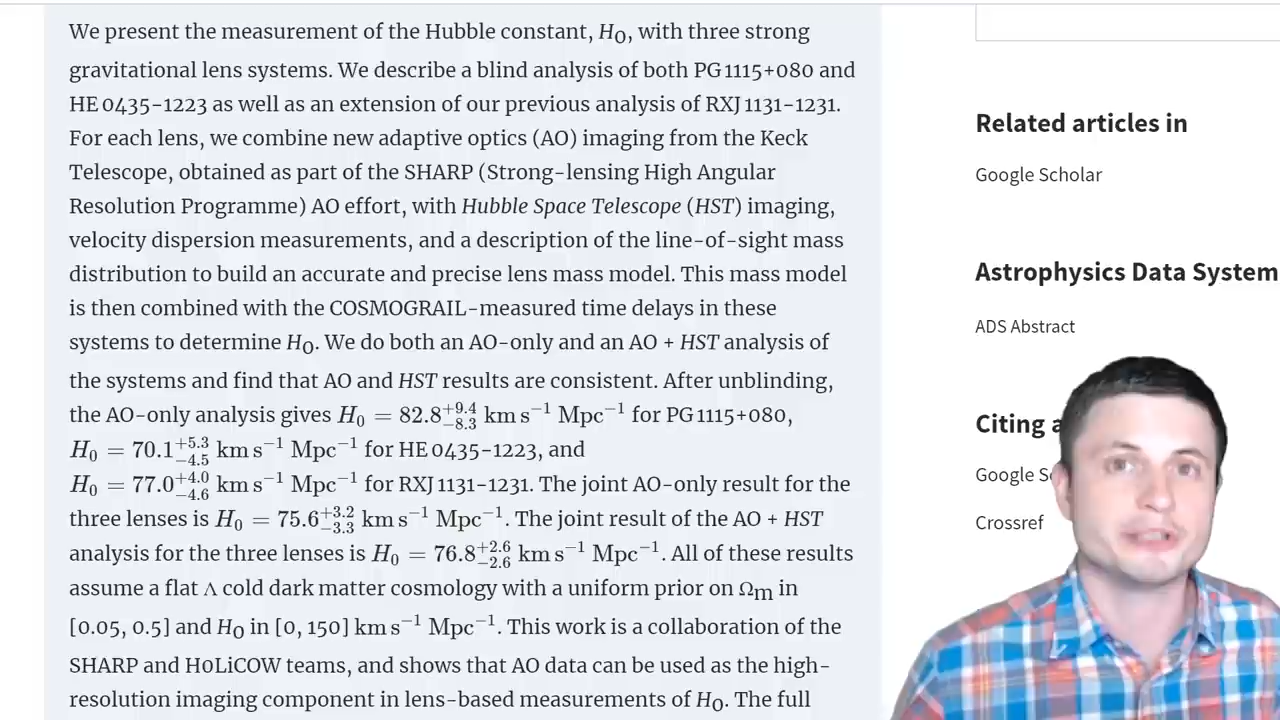 We present the measurement of the Hubble constant, H₀, with three strong
gravitational lens systems. We describe a blind analysis of both PG 1115+080 and
HE 0435−1223 as well as an extension of our previous analysis of RXJ 1131−1231.
For each lens, we combine new adaptive optics (AO) imaging from the Keck
Telescope, obtained as part of the SHARP (Strong-lensing High Angular
Resolution Programme) AO effort, with Hubble Space Telescope (HST) imaging,
velocity dispersion measurements, and a description of the line-of-sight mass
distribution to build an accurate and precise lens mass model. This mass model
is then combined with the COSMOGRAIL-measured time delays in these
systems to determine H₀. We do both an AO-only and an AO + HST analysis of
the systems and find that AO and HST results are consistent. After unblinding,
the AO-only analysis gives H₀ = 82.8 +9.4 −8.3 km s⁻¹ Mpc⁻¹ for PG 1115+080,
H₀ = 70.1 +5.3 −4.5 km s⁻¹ Mpc⁻¹ for HE 0435−1223, and
H₀ = 77.0 +4.0 −4.6 km s⁻¹ Mpc⁻¹ for RXJ 1131−1231. The joint AO-only result for the
three lenses is H₀ = 75.6 +3.2 −3.3 km s⁻¹ Mpc⁻¹. The joint result of the AO + HST
analysis for the three lenses is H₀ = 76.8 +2.6 −2.6 km s⁻¹ Mpc⁻¹. All of these results
assume a flat Λ cold dark matter cosmology with a uniform prior on Ωm in
[0.05, 0.5] and H₀ in [0, 150] km s⁻¹ Mpc⁻¹. This work is a collaboration of the
SHARP and H0LiCOW teams, and shows that AO data can be used as the high-
resolution imaging component in lens-based measurements of H₀. The full
Related articles in
Google Scholar
Astrophysics Data System
ADS Abstract
Citing
Google
Crossref